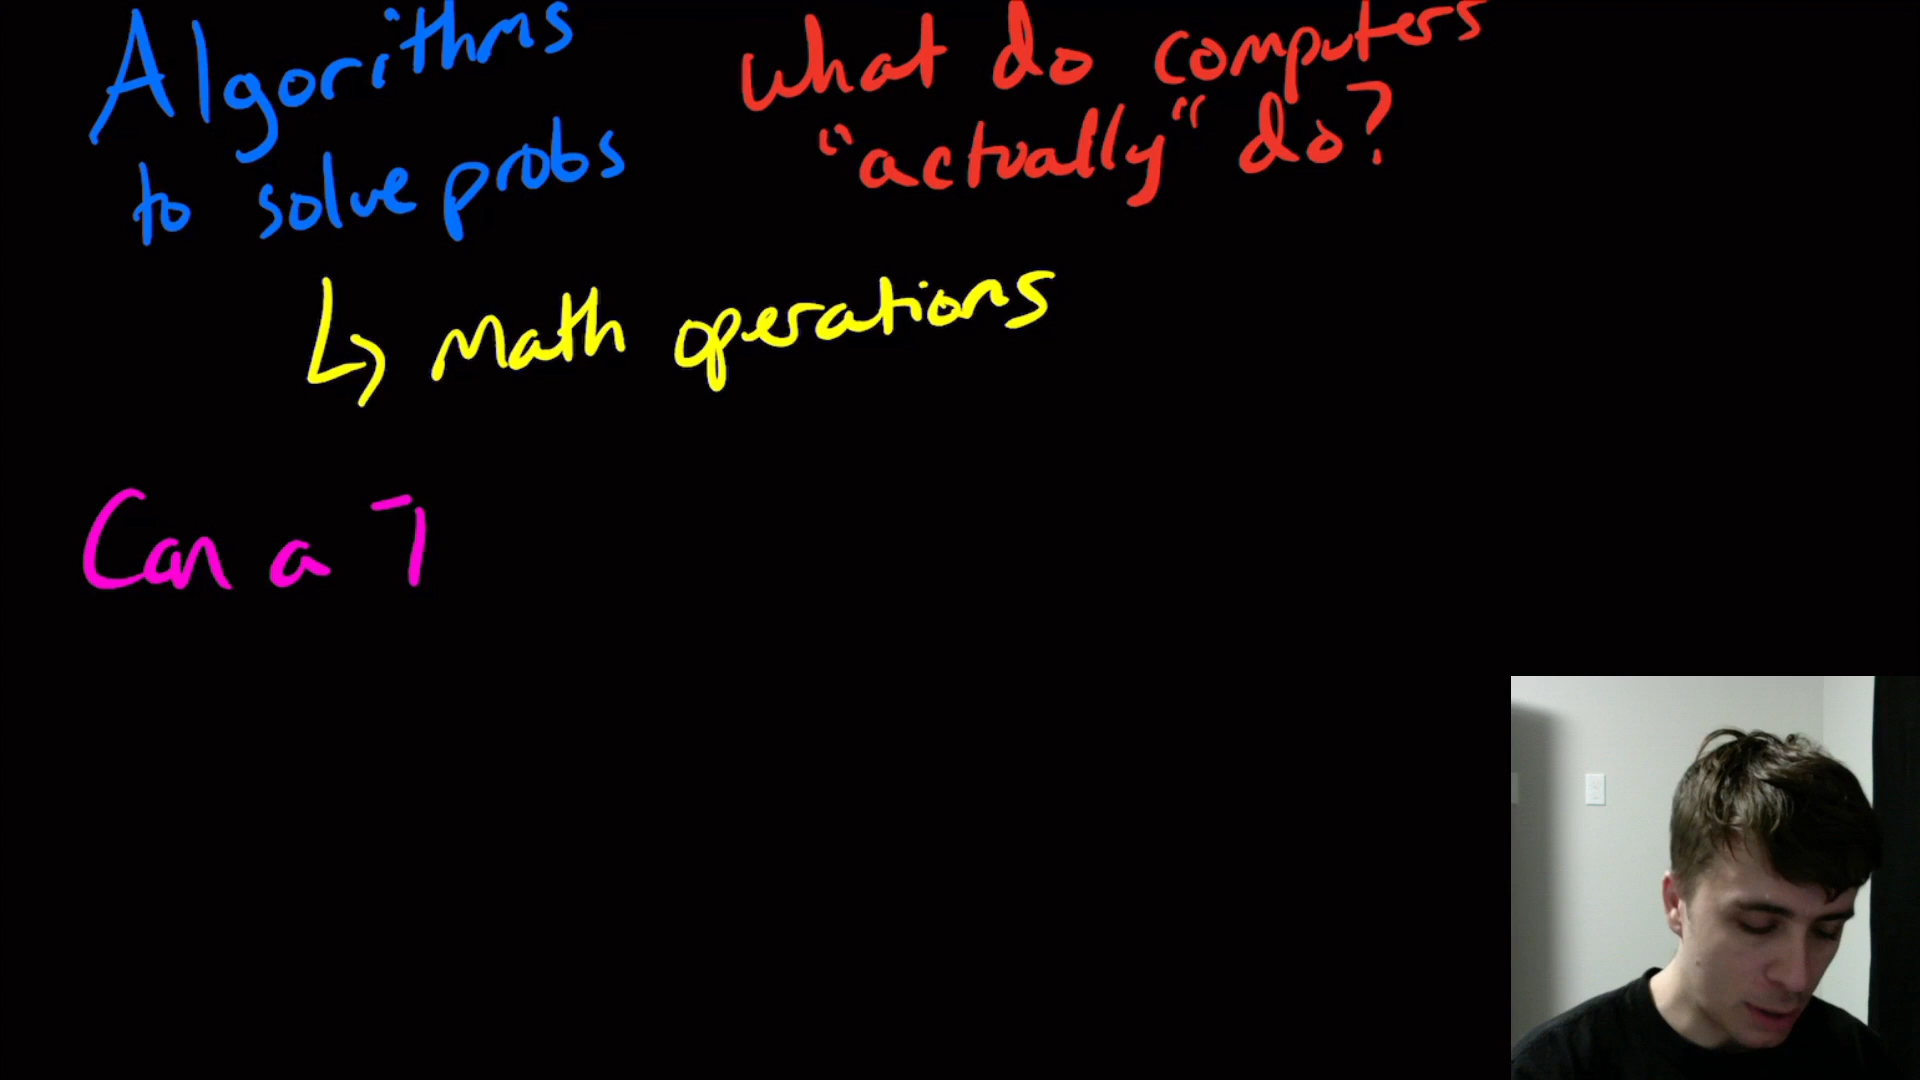 Algorithms
to solve probs
What do computers
"actually" do?
↳ Math operations
Can a T